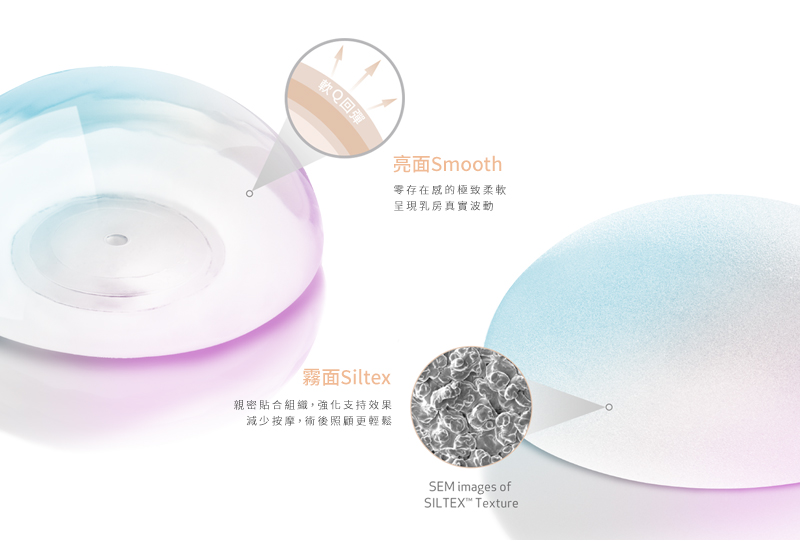 軟Q回彈
亮面Smooth
零存在感的極致柔軟
呈現乳房真實波動
霧面Siltex
親密貼合組織，強化支持效果
減少按摩，術後照顧更輕鬆
SEM images of
SILTEX™ Texture